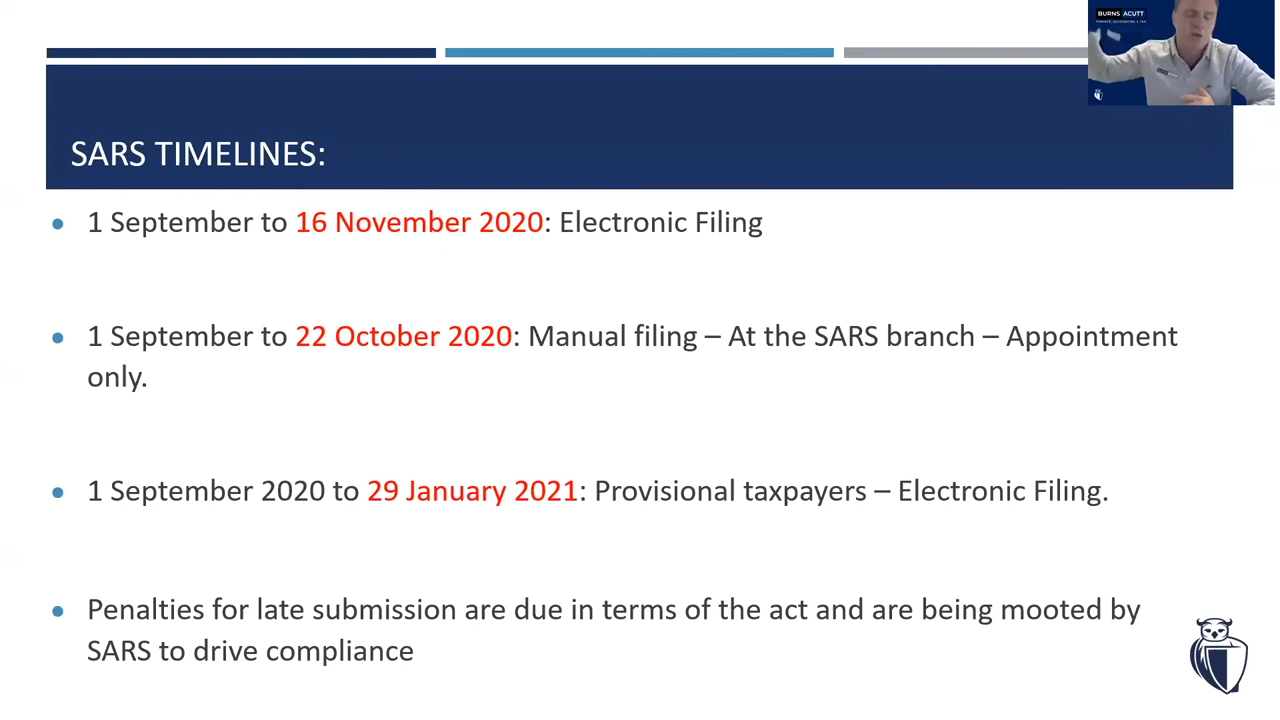 BURNS ACUTT
FINANCE, ACCOUNTING & TAX
SARS TIMELINES:
1 September to 16 November 2020: Electronic Filing
1 September to 22 October 2020: Manual filing – At the SARS branch – Appointment
only.
1 September 2020 to 29 January 2021: Provisional taxpayers – Electronic Filing.
Penalties for late submission are due in terms of the act and are being mooted by
SARS to drive compliance